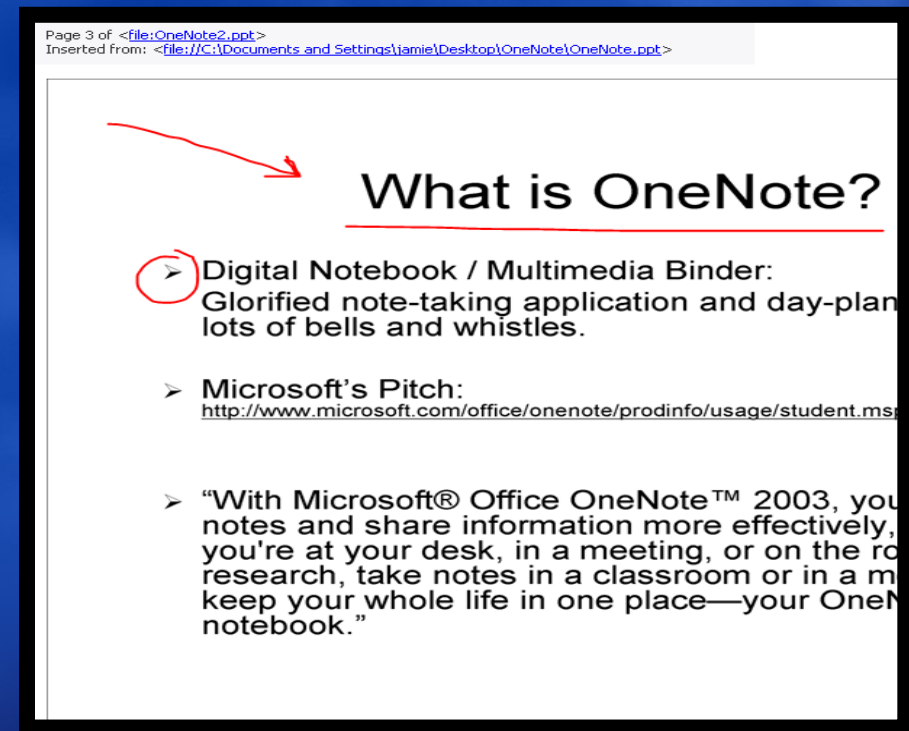 Page 3 of <file:OneNote2.ppt>
Inserted from: <file://C:\Documents and Settings\jamie\Desktop\OneNote\OneNote.ppt>
What is OneNote?
➢ Digital Notebook / Multimedia Binder:
Glorified note-taking application and day-plan
lots of bells and whistles.
➢ Microsoft's Pitch:
http://www.microsoft.com/office/onenote/prodinfo/usage/student.msp
➢ “With Microsoft® Office OneNote™ 2003, you
notes and share information more effectively,
you're at your desk, in a meeting, or on the ro
research, take notes in a classroom or in a m
keep your whole life in one place—your OneN
notebook.”